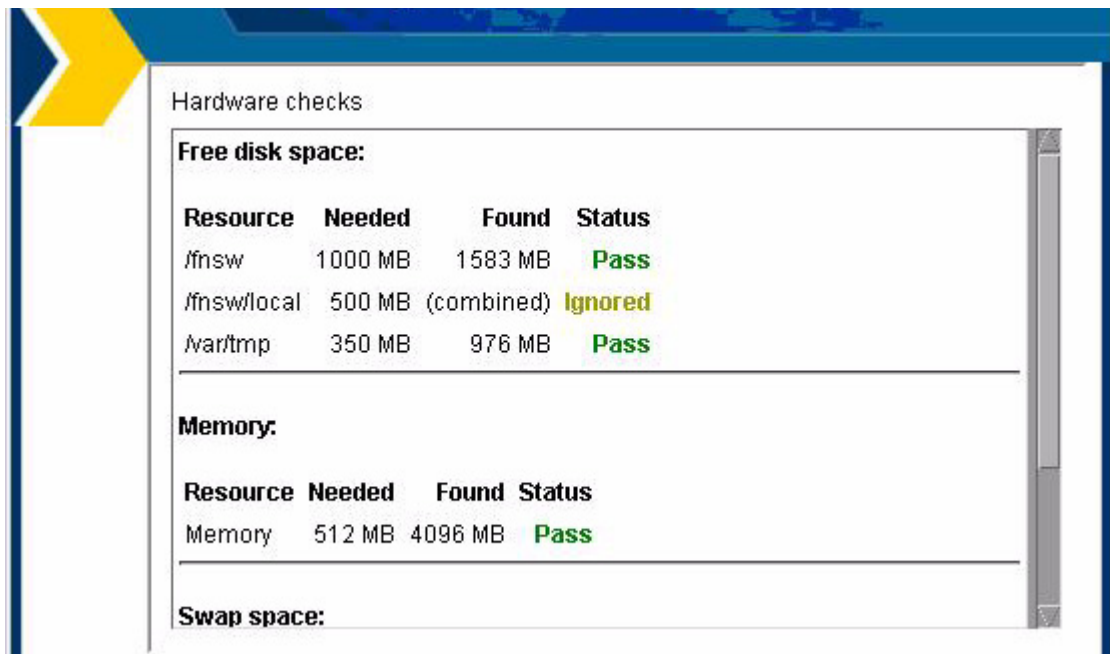 Hardware checks
Free disk space:
Resource Needed Found Status
/fnsw 1000 MB 1583 MB Pass
/fnsw/local 500 MB (combined) Ignored
/var/tmp 350 MB 976 MB Pass
Memory:
Resource Needed Found Status
Memory 512 MB 4096 MB Pass
Swap space: